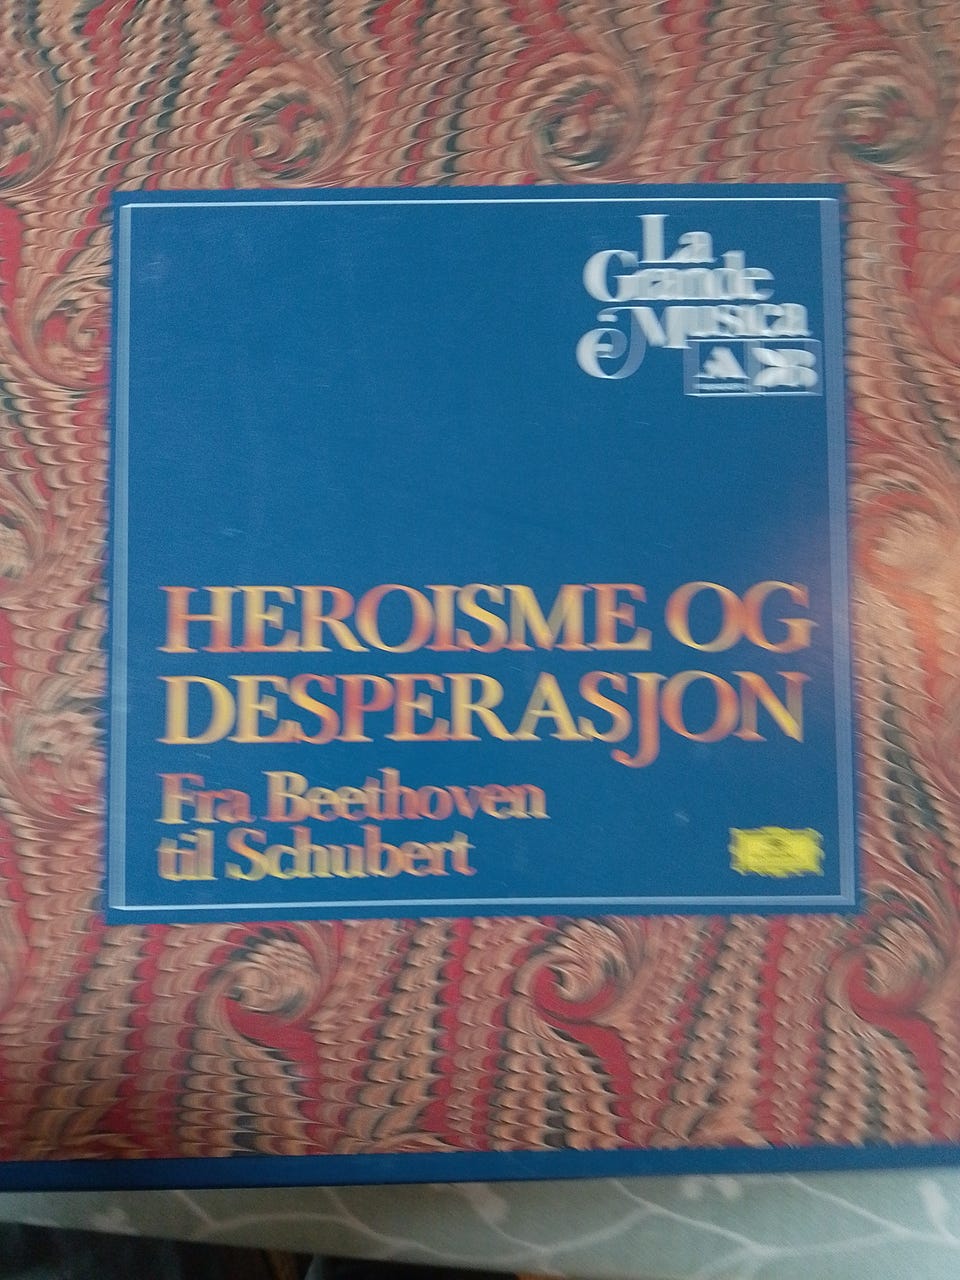 La
Grande
Musica
HEROISME OG
DESPERASJON
Fra Beethoven
til Schubert